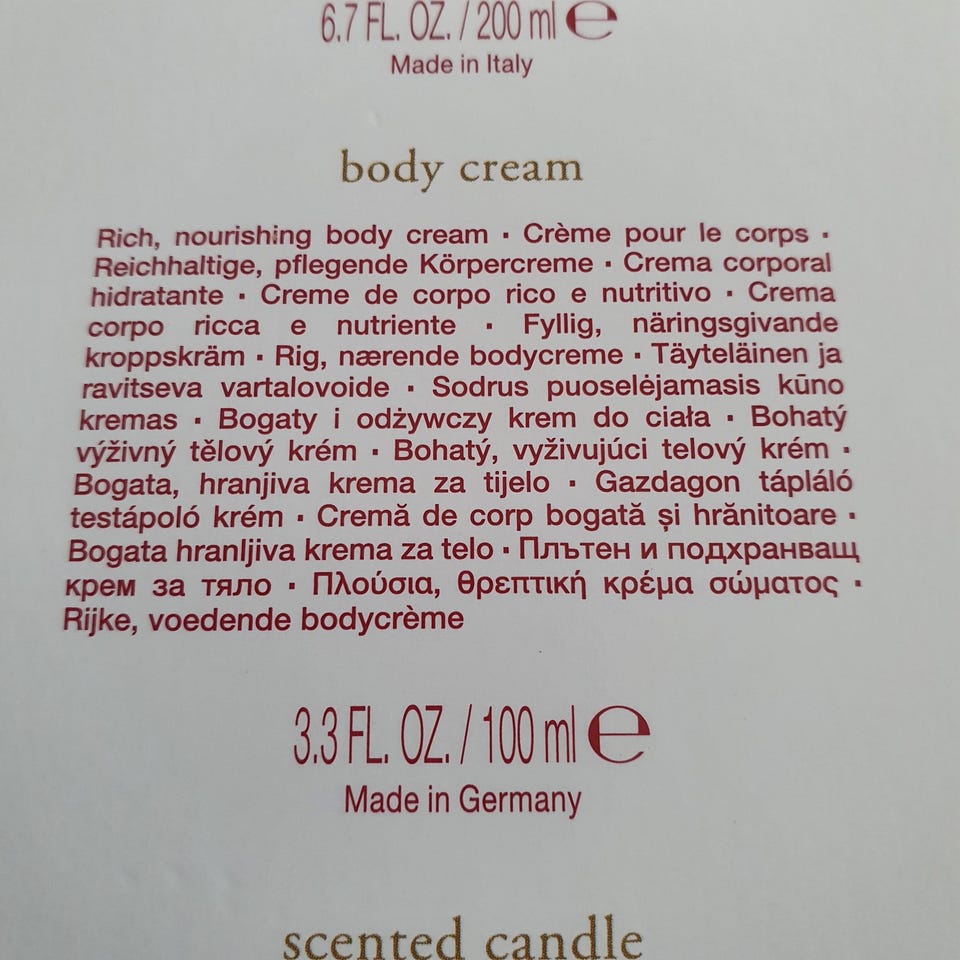 6.7 FL. OZ. / 200 ml ℮
Made in Italy
body cream
Rich, nourishing body cream · Crème pour le corps ·
Reichhaltige, pflegende Körpercreme · Crema corporal
hidratante · Creme de corpo rico e nutritivo · Crema
corpo ricca e nutriente · Fyllig, näringsgivande
kroppskräm · Rig, nærende bodycreme · Täyteläinen ja
ravitseva vartalovoide · Sodrus puoselėjamasis kūno
kremas · Bogaty i odżywczy krem do ciała · Bohatý
výživný tělový krém · Bohatý, vyživujúci telový krém ·
Bogata, hranjiva krema za tijelo · Gazdagon tápláló
testápoló krém · Cremă de corp bogată și hrănitoare ·
Bogata hranljiva krema za telo · Плътен и подхранващ
крем за тяло · Πλούσια, θρεπτική κρέμα σώματος ·
Rijke, voedende bodycrème
3.3 FL. OZ. / 100 ml ℮
Made in Germany
scented candle